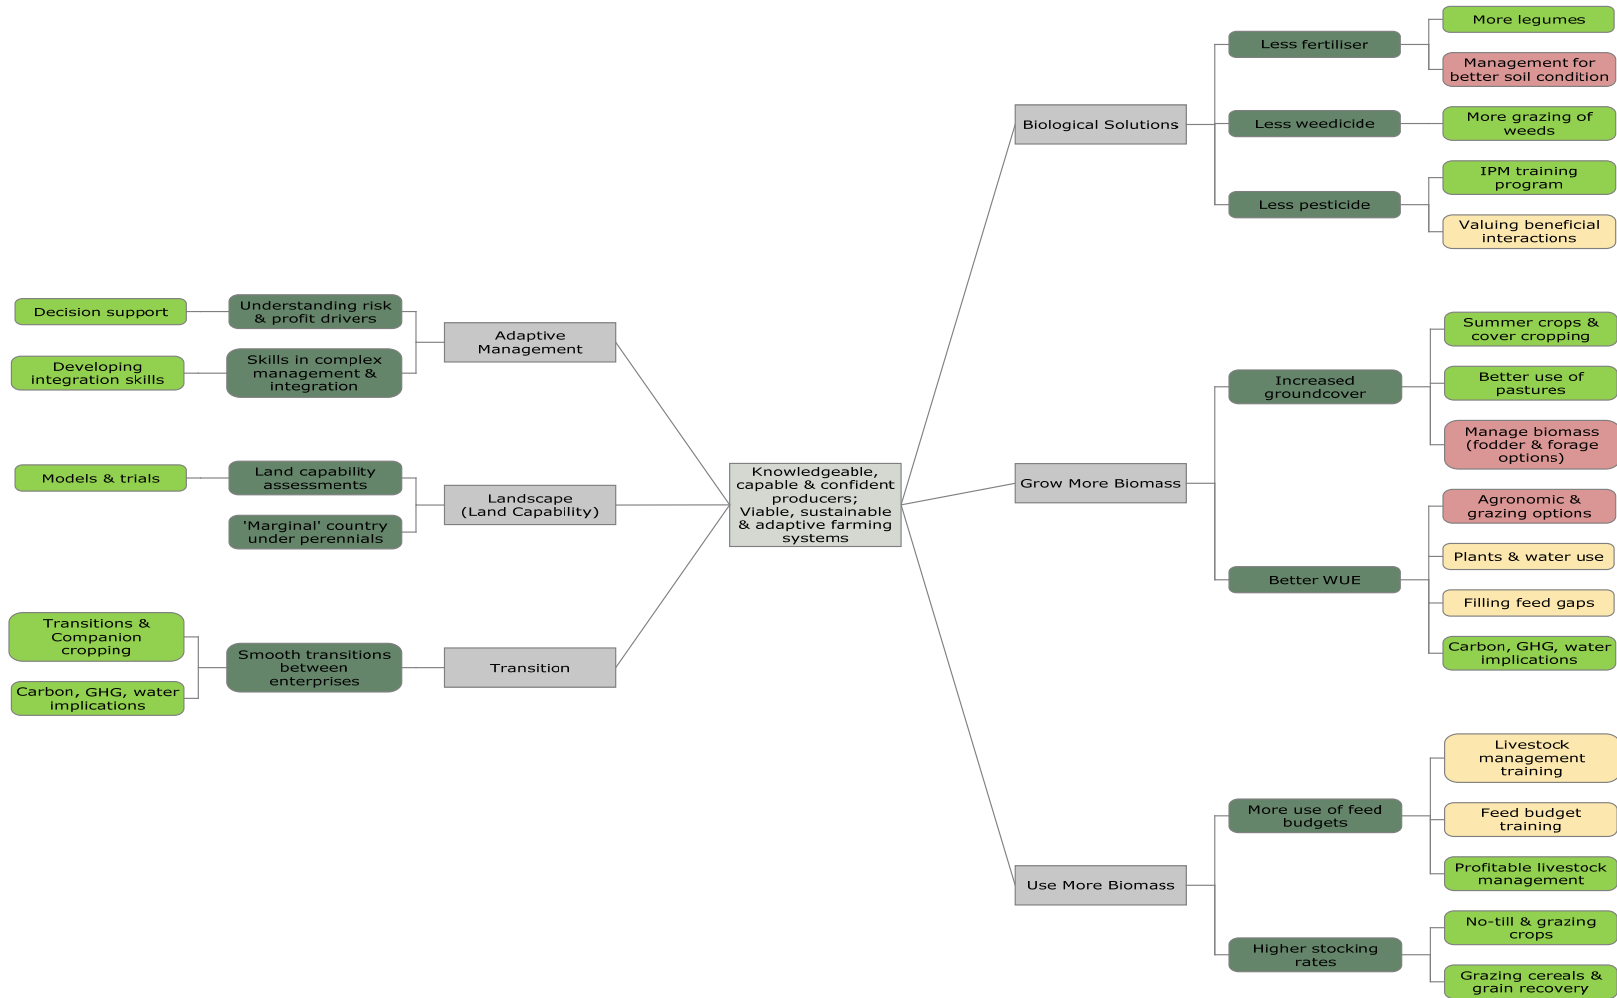 More legumes
Less fertiliser
Management for
better soil condition
Biological Solutions
Less weedicide
More grazing of
weeds
IPM training
program
Less pesticide
Valuing beneficial
interactions
Decision support
Understanding risk
& profit drivers
Adaptive
Management
Developing
integration skills
Skills in complex
management &
integration
Summer crops &
cover cropping
Increased
groundcover
Better use of
pastures
Manage biomass
(fodder & forage
options)
Models & trials
Land capability
assessments
Landscape
(Land Capability)
'Marginal' country
under perennials
Knowledgeable,
capable & confident
producers;
Viable, sustainable
& adaptive farming
systems
Grow More Biomass
Agronomic &
grazing options
Plants & water use
Better WUE
Filling feed gaps
Carbon, GHG, water
implications
Transitions &
Companion
cropping
Smooth transitions
between
enterprises
Transition
Carbon, GHG, water
implications
Livestock
management
training
More use of feed
budgets
Feed budget
training
Profitable livestock
management
Use More Biomass
No-till & grazing
crops
Higher stocking
rates
Grazing cereals &
grain recovery